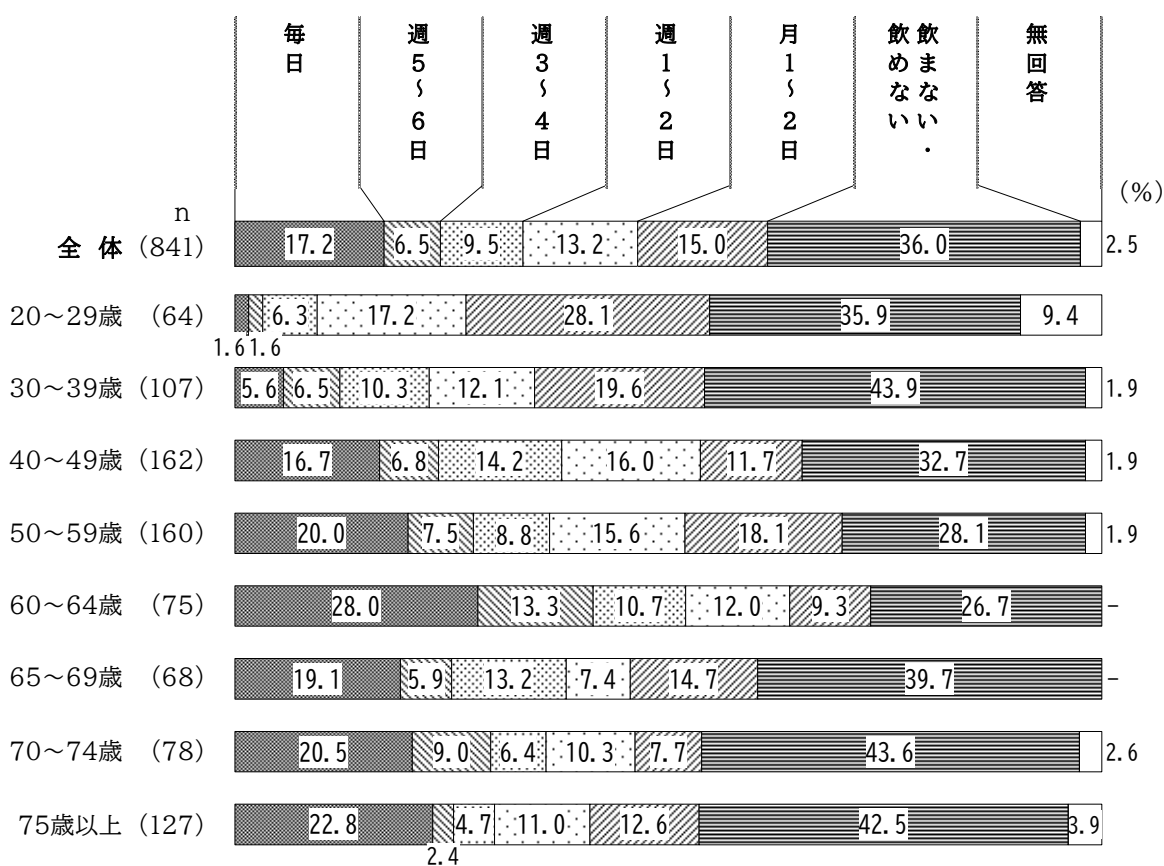 毎日
週5〜6日
週3〜4日
週1〜2日
月1〜2日
飲まない・
飲めない
無回答
(%)
n
全 体 (841) 17.2 6.5 9.5 13.2 15.0 36.0 2.5
20〜29歳 (64) 6.3 17.2 28.1 35.9 9.4
1.6 1.6
30〜39歳 (107) 5.6 6.5 10.3 12.1 19.6 43.9 1.9
40〜49歳 (162) 16.7 6.8 14.2 16.0 11.7 32.7 1.9
50〜59歳 (160) 20.0 7.5 8.8 15.6 18.1 28.1 1.9
60〜64歳 (75) 28.0 13.3 10.7 12.0 9.3 26.7 -
65〜69歳 (68) 19.1 5.9 13.2 7.4 14.7 39.7 -
70〜74歳 (78) 20.5 9.0 6.4 10.3 7.7 43.6 2.6
75歳以上 (127) 22.8 4.7 11.0 12.6 42.5 3.9
2.4